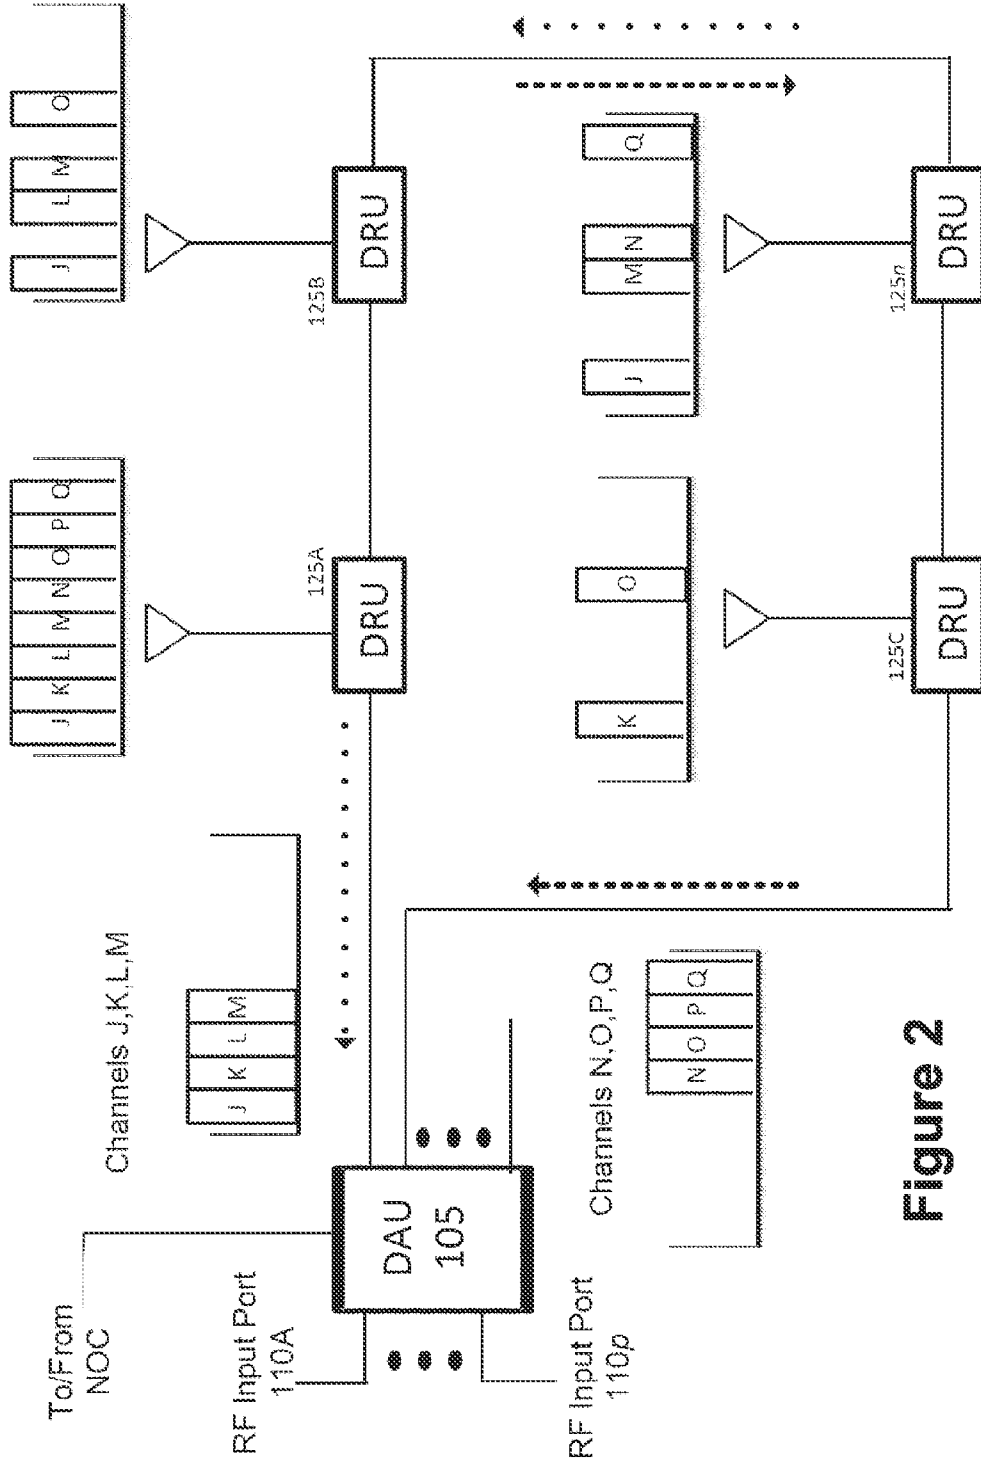 To/From
NOC
RF Input Port
110A
RF Input Port
110p
DAU
105
Channels J,K,L,M
J K L M
Channels N,O,P,Q
N O P Q
J K L M N O P Q
125A
DRU
J L M O
125B
DRU
K O
125C
DRU
J M N Q
125n
DRU
Figure 2